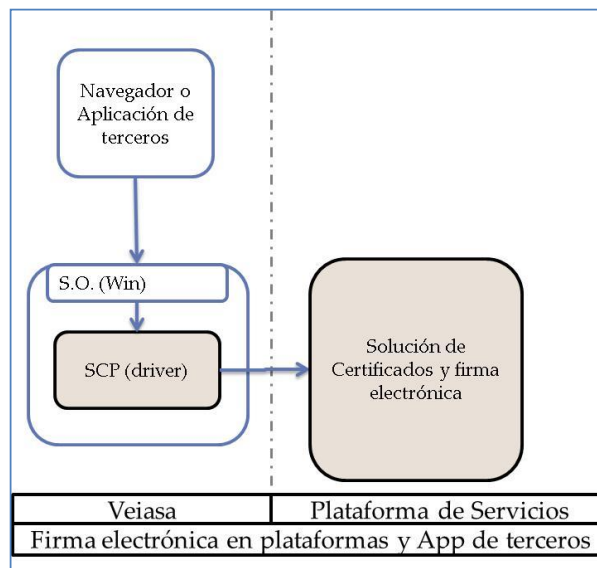 Navegador o
Aplicación de
terceros
S.O. (Win)
SCP (driver)
Solución de
Certificados y firma
electrónica
Veiasa
Plataforma de Servicios
Firma electrónica en plataformas y App de terceros